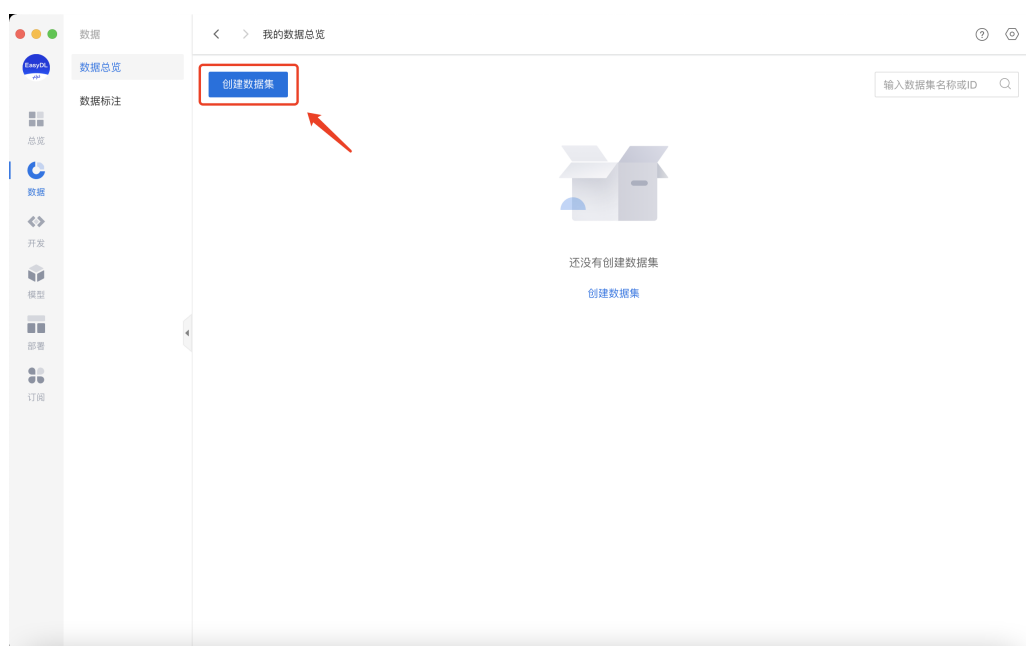 数据
我的数据总览
EasyDL
数据总览
创建数据集
输入数据集名称或ID
数据标注
总览
数据
开发
还没有创建数据集
模型
创建数据集
部署
订阅